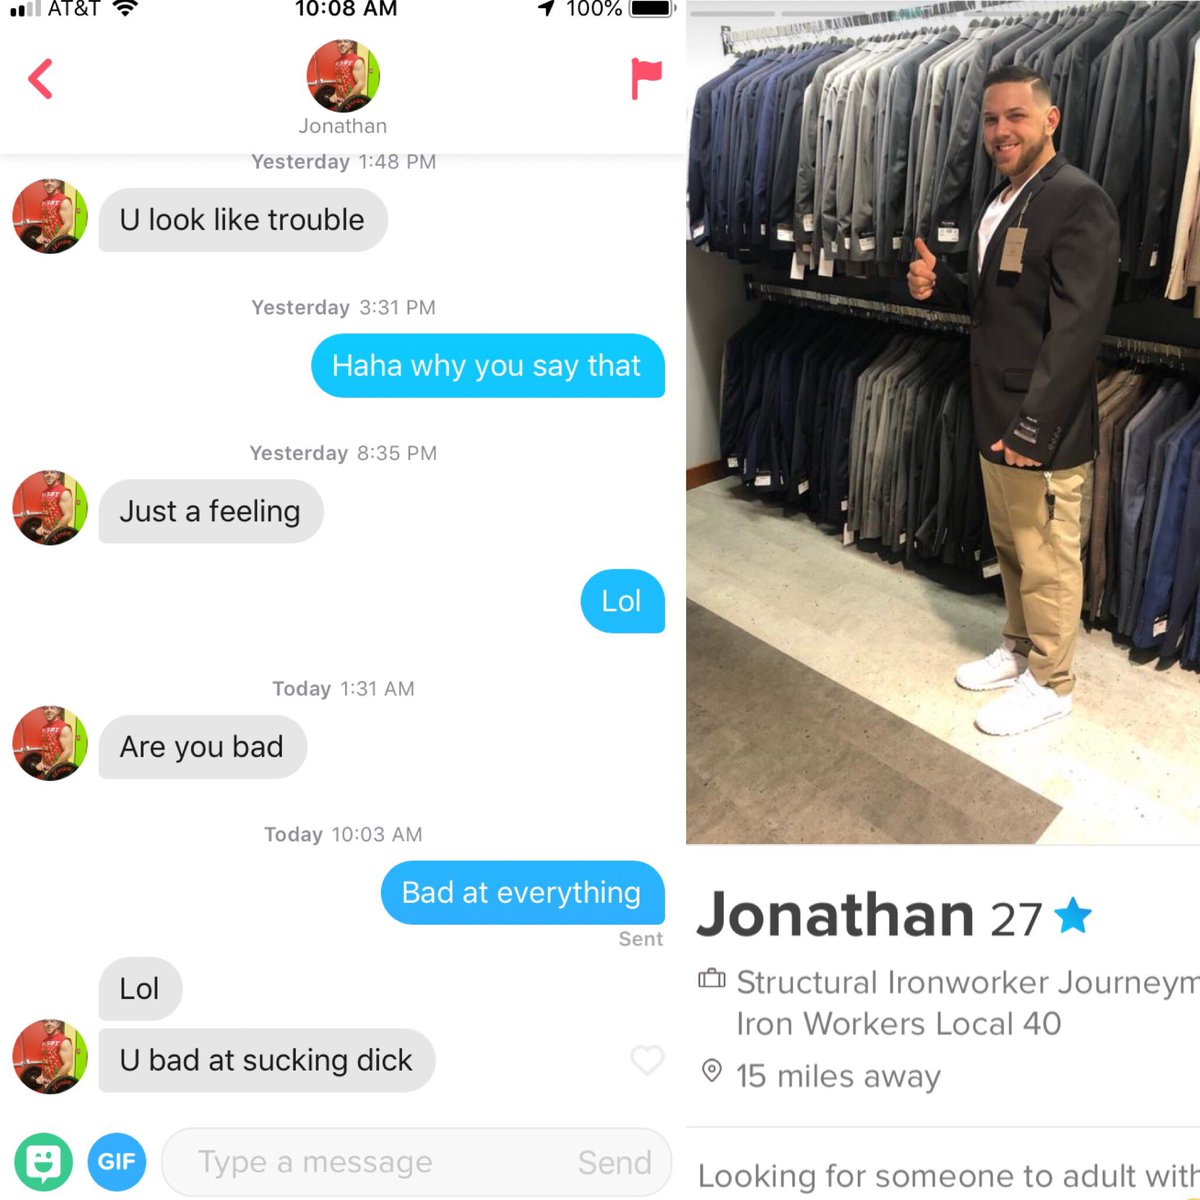 AT&T
10:08 AM
100%
Jonathan
Yesterday 1:48 PM
U look like trouble
Yesterday 3:31 PM
Haha why you say that
Yesterday 8:35 PM
Just a feeling
Lol
Today 1:31 AM
Are you bad
Today 10:03 AM
Bad at everything
Sent
Lol
U bad at sucking dick
GIF
Type a message
Send
Jonathan 27
Structural Ironworker Journeym
Iron Workers Local 40
15 miles away
Looking for someone to adult with